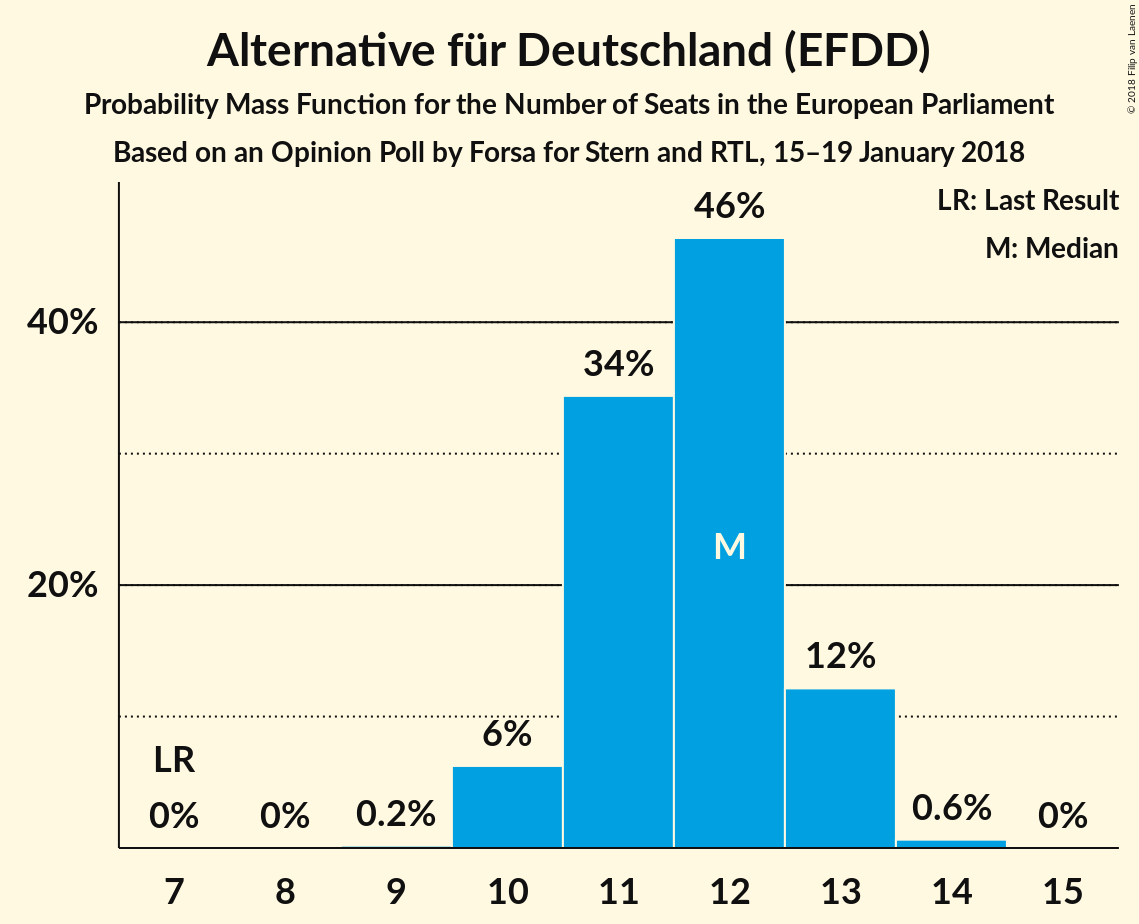 Alternative für Deutschland (EFDD)
Probability Mass Function for the Number of Seats in the European Parliament
Based on an Opinion Poll by Forsa for Stern and RTL, 15–19 January 2018
© 2018 Filip van Laenen
LR: Last Result
M: Median
46%
40%
34%
M
20%
12%
6%
LR
0%
0%
0.2%
0.6%
0%
7 8 9 10 11 12 13 14 15